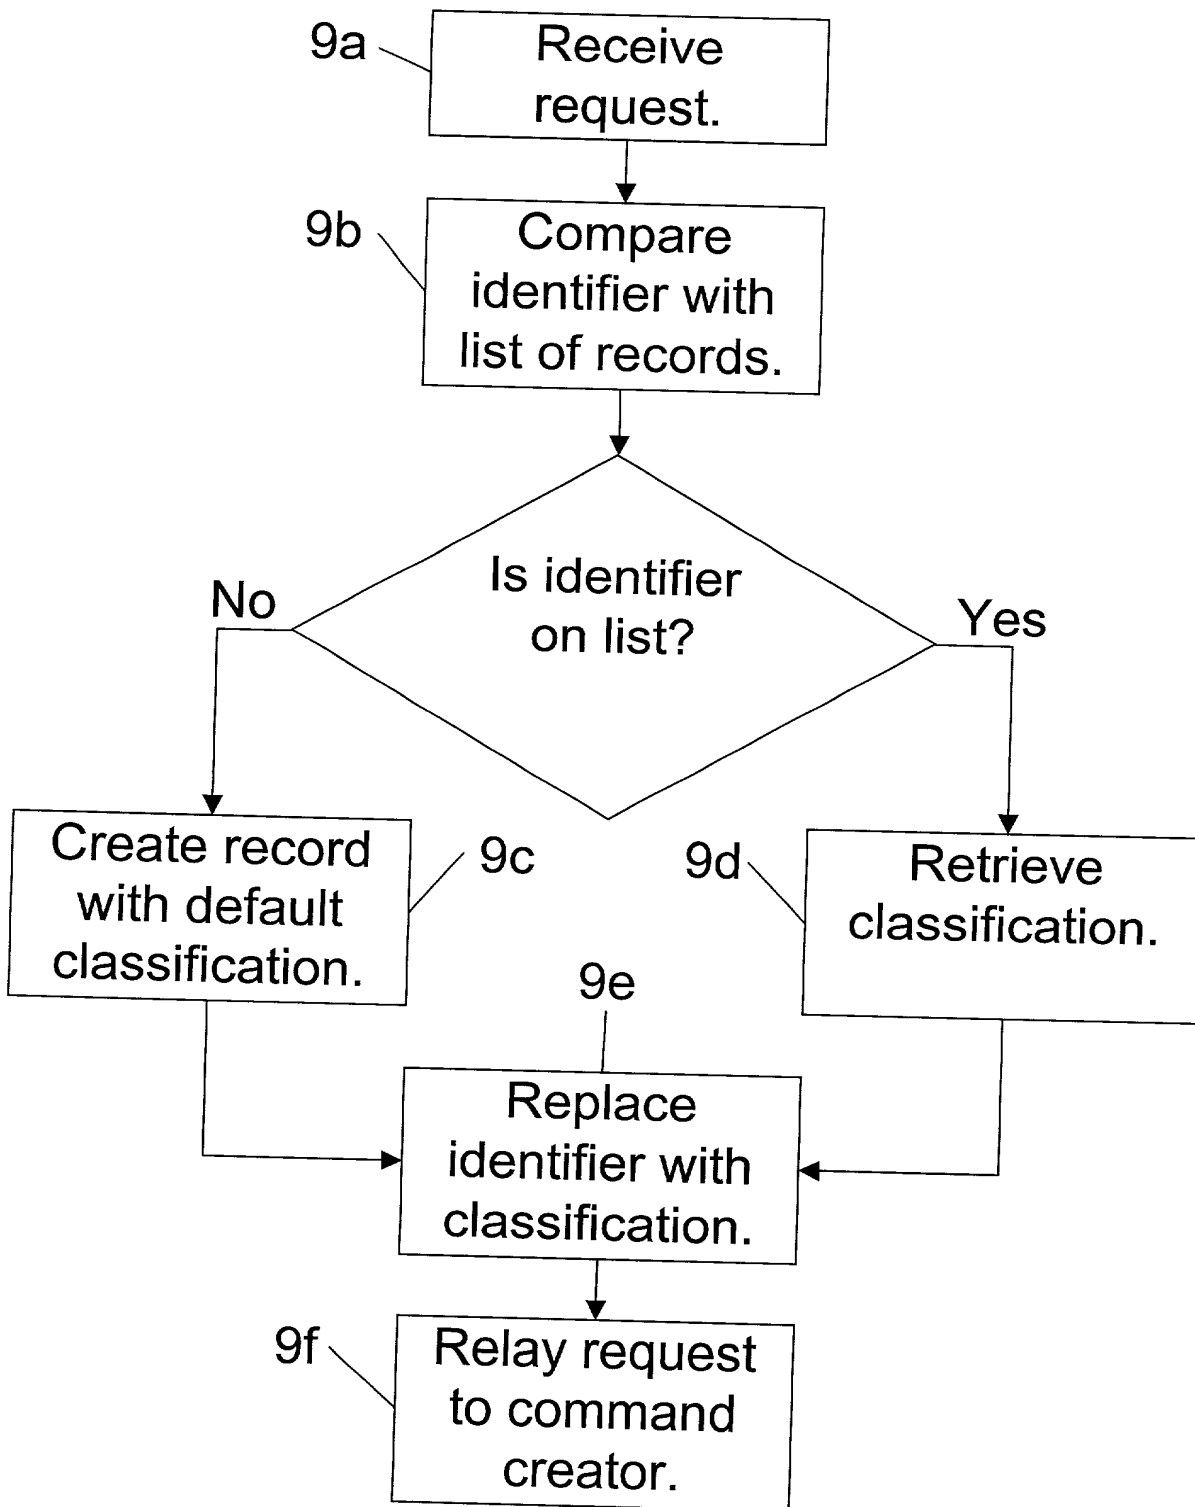 9a
Receive
request.
9b
Compare
identifier with
list of records.
Is identifier
on list?
No
Yes
Create record
with default
classification.
9c
9d
Retrieve
classification.
9e
Replace
identifier with
classification.
9f
Relay request
to command
creator.